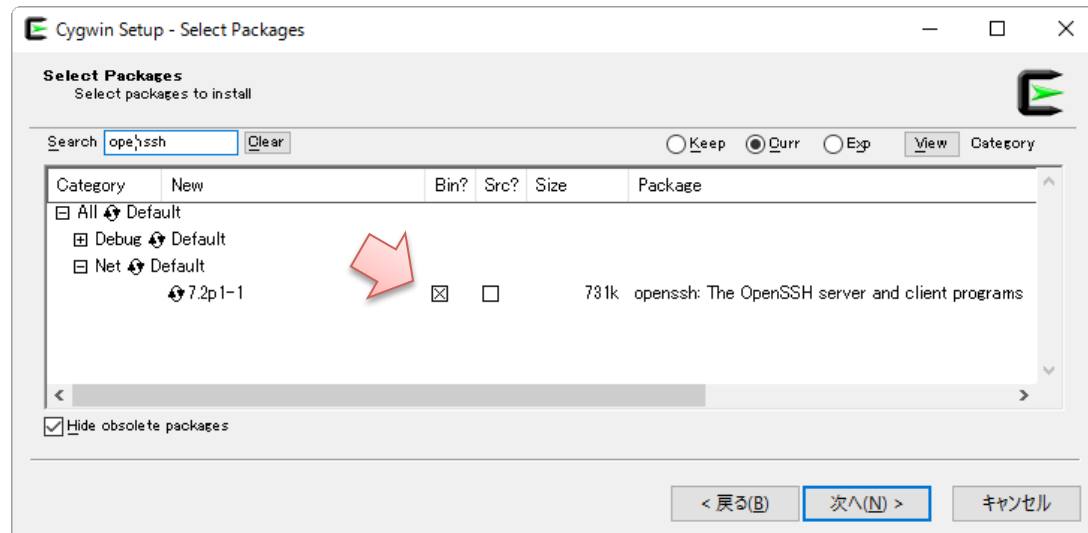 Cygwin Setup - Select Packages
Select Packages
Select packages to install
Search openssh Clear Keep Curr Exp View Category
Category New Bin? Src? Size Package
All Default
Debug Default
Net Default
7.2p1-1 731k openssh: The OpenSSH server and client programs
Hide obsolete packages
< 戻る(B) 次へ(N) > キャンセル